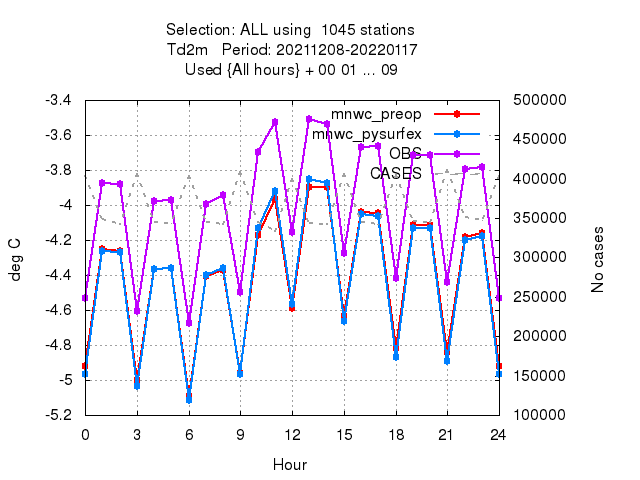 Selection: ALL using  1045 stations
Td2m   Period: 20211208-20220117
Used {All hours} + 00 01 ... 09
mnwc_preop
mnwc_pysurfex
OBS
CASES
-3.4
-3.6
-3.8
-4
-4.2
-4.4
-4.6
-4.8
-5
-5.2
deg C
500000
450000
400000
350000
300000
250000
200000
150000
100000
No cases
0 3 6 9 12 15 18 21 24
Hour